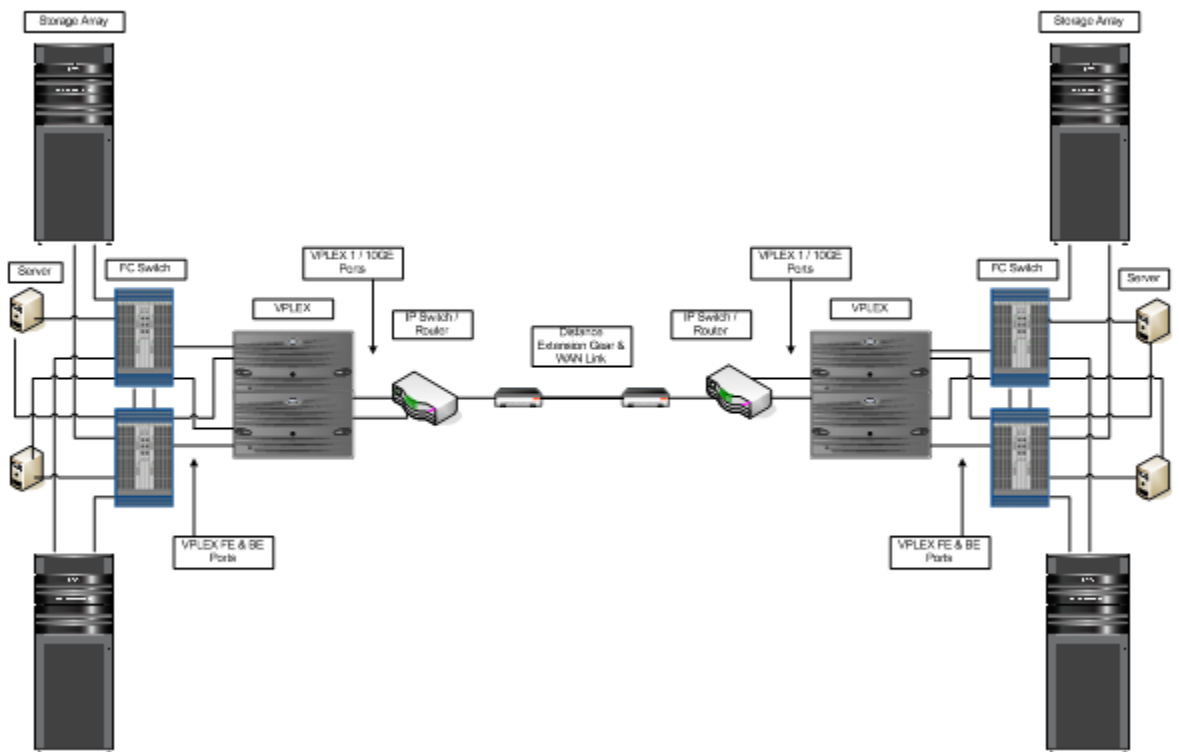 Storage Array
Storage Array
VPLEX 1 / 10GE
Ports
VPLEX 1 / 10GE
Ports
Server
FC Switch
FC Switch
Server
VPLEX
VPLEX
IP Switch /
Router
IP Switch /
Router
Distance
Extension Gear &
WAN Link
VPLEX FE & BE
Ports
VPLEX FE & BE
Ports